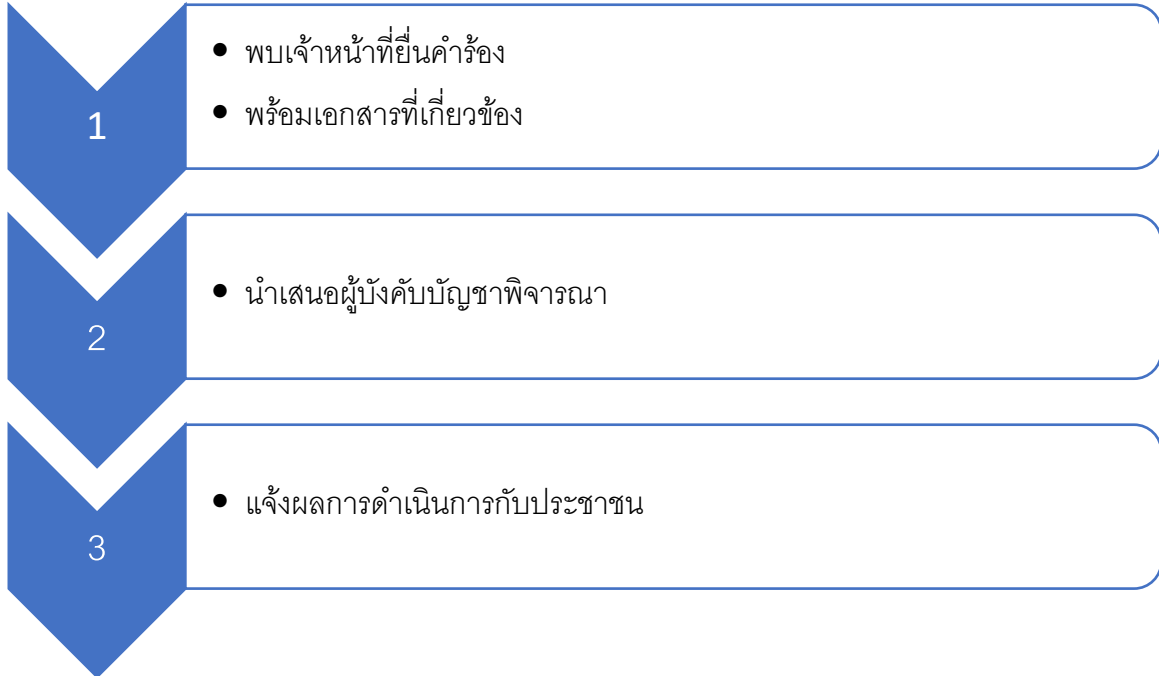 1
• พบเจ้าหน้าที่ยื่นคำร้อง
• พร้อมเอกสารที่เกี่ยวข้อง
2
• นำเสนอผู้บังคับบัญชาพิจารณา
3
• แจ้งผลการดำเนินการกับประชาชน